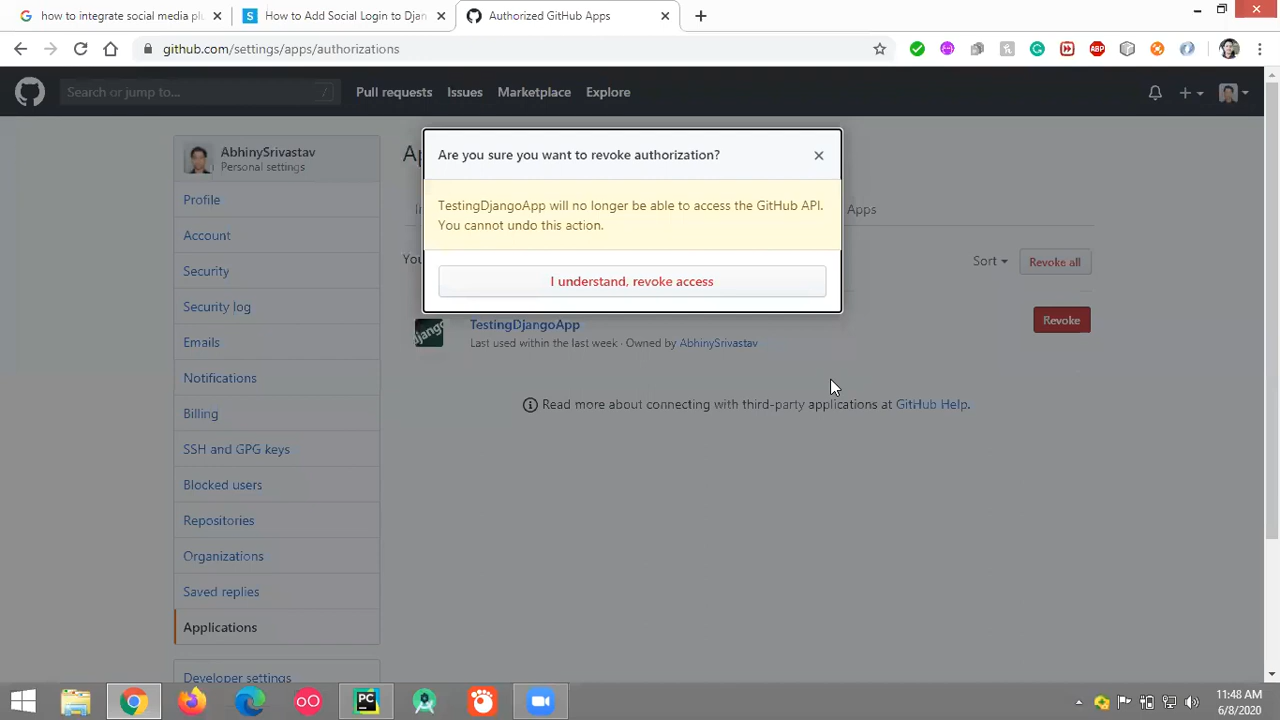 how to integrate social media pl
How to Add Social Login to Djan
Authorized GitHub Apps
github.com/settings/apps/authorizations
ABP
Search or jump to...
/
Pull requests
Issues
Marketplace
Explore
AbhinySrivastav
Personal settings
Profile
Account
Security
Security log
Emails
Notifications
Billing
SSH and GPG keys
Blocked users
Repositories
Organizations
Saved replies
Applications
Developer settings
Are you sure you want to revoke authorization?
TestingDjangoApp will no longer be able to access the GitHub API.
You cannot undo this action.
I understand, revoke access
Apps
Sort
Revoke all
django
TestingDjangoApp
Last used within the last week · Owned by AbhinySrivastav
Revoke
Read more about connecting with third-party applications at GitHub Help.
PC
11:48 AM
6/8/2020